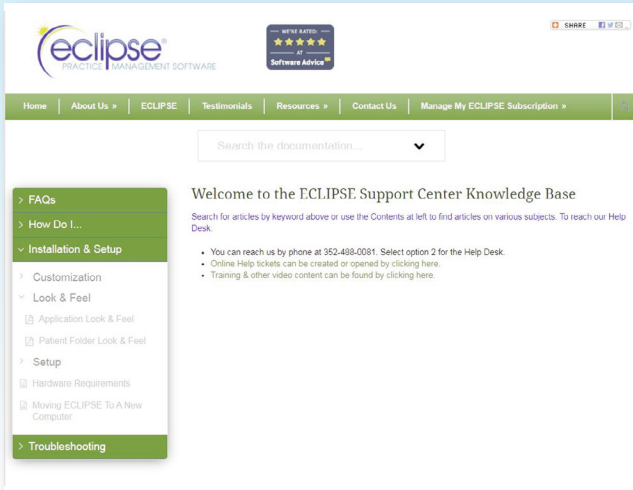 SHARE
eclipse®
PRACTICE MANAGEMENT SOFTWARE
WE'RE RATED:
AT
Software Advice
Home
About Us »
ECLIPSE
Testimonials
Resources »
Contact Us
Manage My ECLIPSE Subscription »
Search the documentation...
FAQs
How Do I...
Installation & Setup
Customization
Look & Feel
Application Look & Feel
Patient Folder Look & Feel
Setup
Hardware Requirements
Moving ECLIPSE To A New
Computer
Troubleshooting
Welcome to the ECLIPSE Support Center Knowledge Base
Search for articles by keyword above or use the Contents at left to find articles on various subjects. To reach our Help
Desk.
• You can reach us by phone at 352-488-0081. Select option 2 for the Help Desk.
• Online Help tickets can be created or opened by clicking here.
• Training & other video content can be found by clicking here.